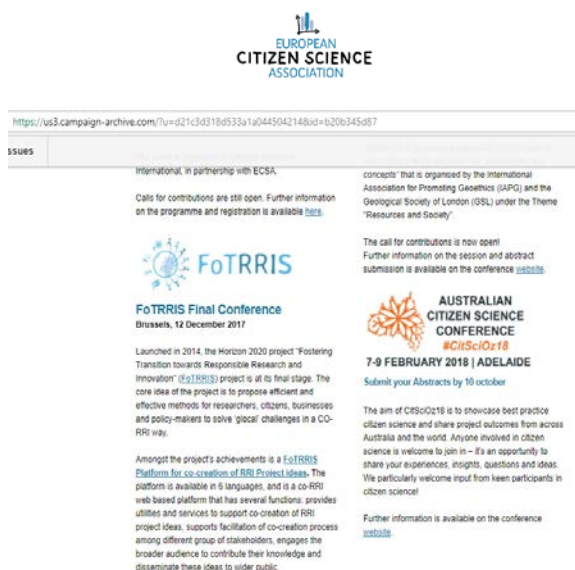 EUROPEAN
CITIZEN SCIENCE
ASSOCIATION
https://us3.campaign-archive.com/?u=d21c3d318d533a1a044504214&id=b20b345d87
ssues
International, in partnership with ECSA.
Calls for contributions are still open. Further information
on the programme and registration is available here.
FoTRRIS
FoTRRIS Final Conference
Brussels, 12 December 2017
Launched in 2014, the Horizon 2020 project "Fostering
Transition towards Responsible Research and
Innovation" (FoTRRIS) project is at its final stage. The
core idea of the project is to propose efficient and
effective methods for researchers, citizens, businesses
and policy-makers to solve 'glocal' challenges in a CO-
RRI way.
Amongst the project's achievements is a FoTRRIS
Platform for co-creation of RRI Project ideas. The
platform is available in 6 languages, and is a co-RRI
web based platform that has several functions: provides
utilities and services to support co-creation of RRI
project ideas, supports facilitation of co-creation process
among different group of stakeholders, engages the
broader audience to contribute their knowledge and
disseminate these ideas to wider public.
concepts" that is organised by the International
Association for Promoting Geoethics (IAPG) and the
Geological Society of London (GSL) under the Theme
"Resources and Society".
The call for contributions is now open!
Further information on the session and abstract
submission is available on the conference website.
AUSTRALIAN
CITIZEN SCIENCE
CONFERENCE
#CitSciOz18
7-9 FEBRUARY 2018 | ADELAIDE
Submit your Abstracts by 10 october
The aim of CitSciOz18 is to showcase best practice
citizen science and share project outcomes from across
Australia and the world. Anyone involved in citizen
science is welcome to join in – it's an opportunity to
share your experiences, insights, questions and ideas.
We particularly welcome input from keen participants in
citizen science!
Further information is available on the conference
website.